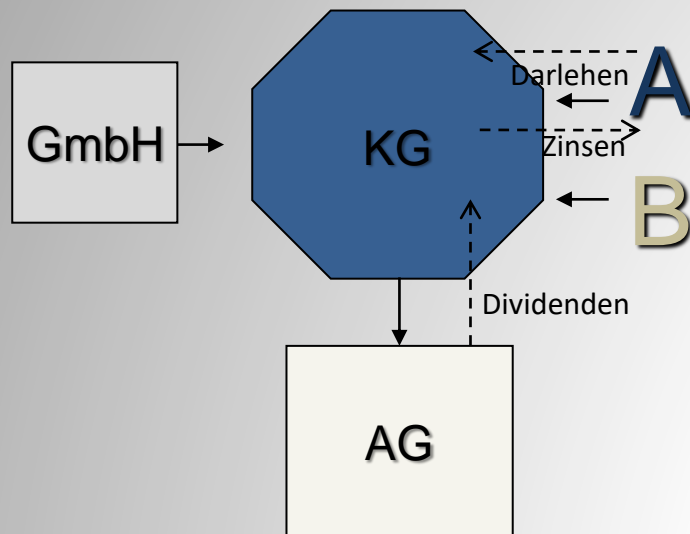 Darlehen
A
GmbH
KG
Zinsen
B
Dividenden
AG